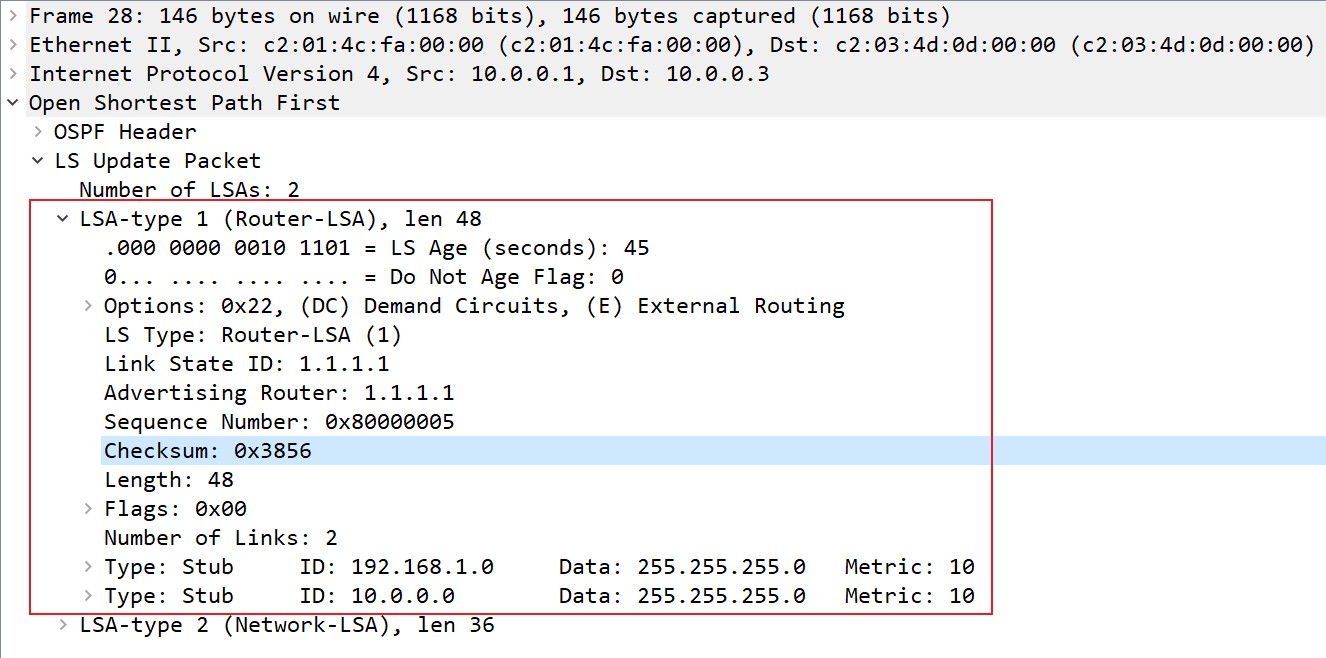 Frame 28: 146 bytes on wire (1168 bits), 146 bytes captured (1168 bits)
Ethernet II, Src: c2:01:4c:fa:00:00 (c2:01:4c:fa:00:00), Dst: c2:03:4d:0d:00:00 (c2:03:4d:0d:00:00)
Internet Protocol Version 4, Src: 10.0.0.1, Dst: 10.0.0.3
Open Shortest Path First
OSPF Header
LS Update Packet
Number of LSAs: 2
LSA-type 1 (Router-LSA), len 48
.000 0000 0010 1101 = LS Age (seconds): 45
0... .... .... .... = Do Not Age Flag: 0
Options: 0x22, (DC) Demand Circuits, (E) External Routing
LS Type: Router-LSA (1)
Link State ID: 1.1.1.1
Advertising Router: 1.1.1.1
Sequence Number: 0x80000005
Checksum: 0x3856
Length: 48
Flags: 0x00
Number of Links: 2
Type: Stub     ID: 192.168.1.0     Data: 255.255.255.0   Metric: 10
Type: Stub     ID: 10.0.0.0        Data: 255.255.255.0   Metric: 10
LSA-type 2 (Network-LSA), len 36